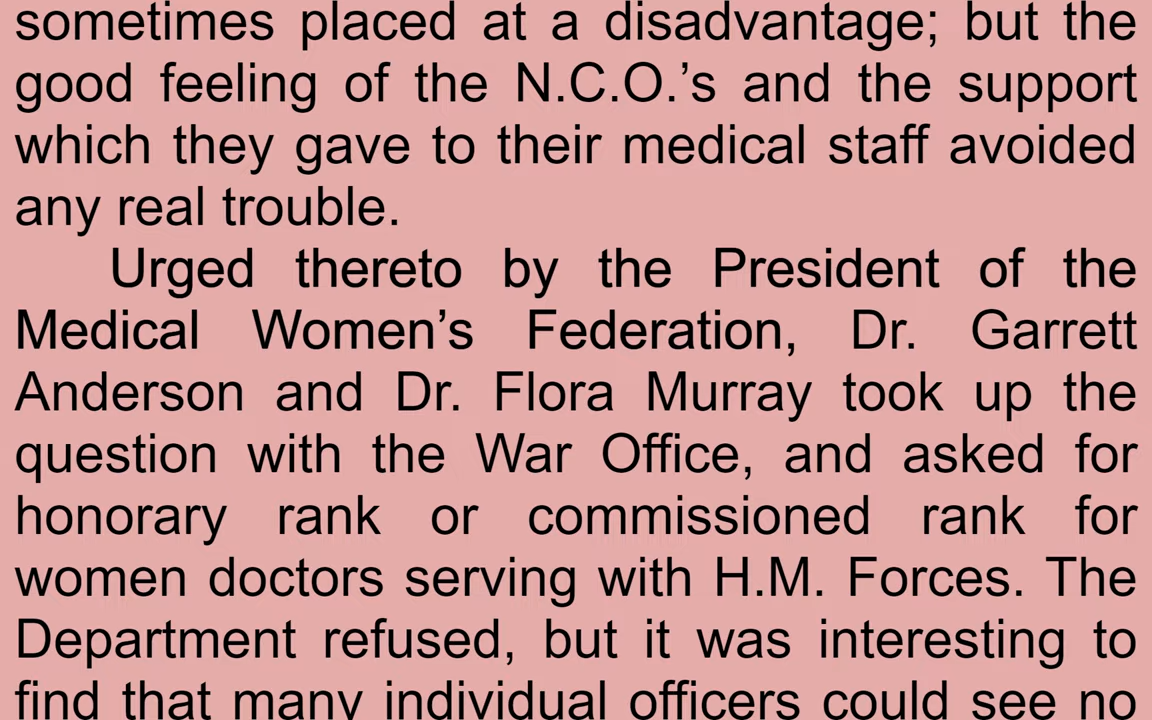 sometimes placed at a disadvantage; but the
good feeling of the N.C.O.’s and the support
which they gave to their medical staff avoided
any real trouble.
Urged thereto by the President of the
Medical Women’s Federation, Dr. Garrett
Anderson and Dr. Flora Murray took up the
question with the War Office, and asked for
honorary rank or commissioned rank for
women doctors serving with H.M. Forces. The
Department refused, but it was interesting to
find that many individual officers could see no